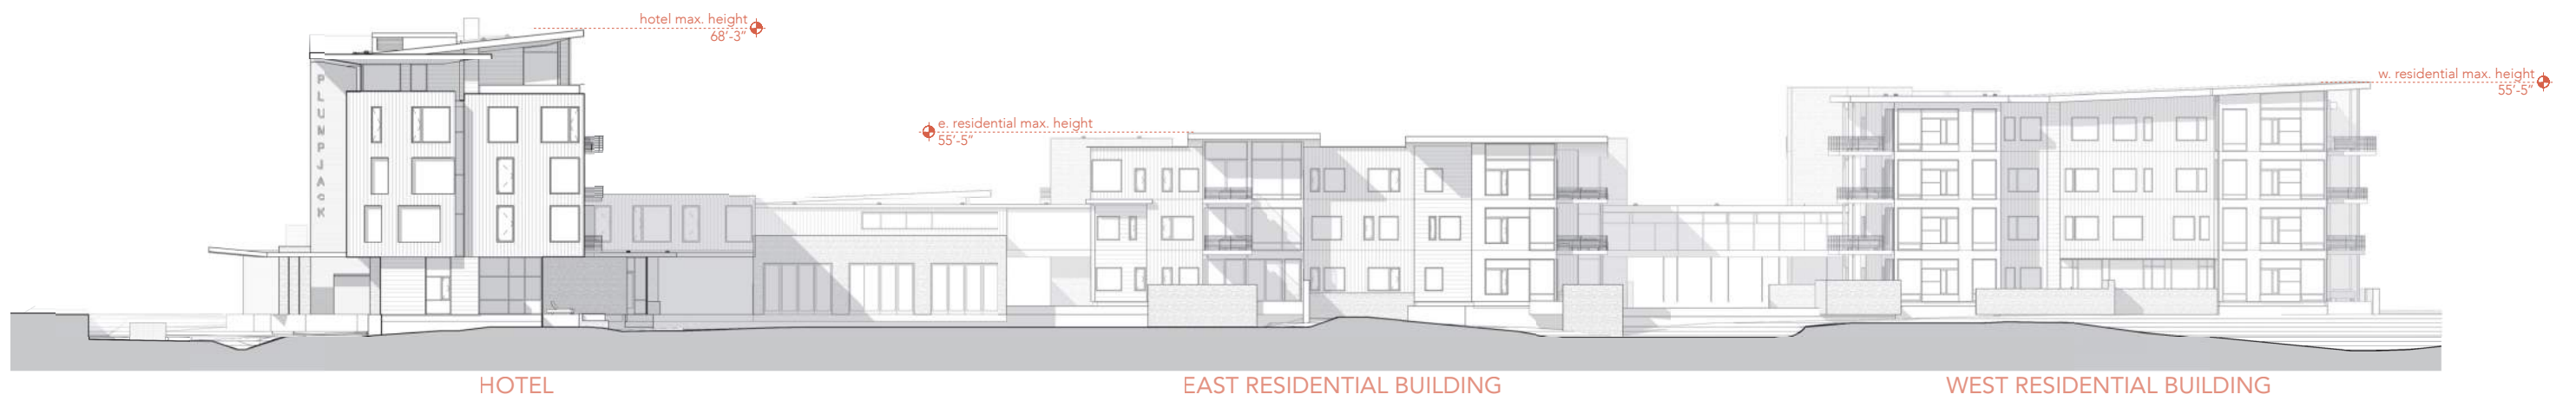 hotel max. height
68'-3"
PLUMPJACK
e. residential max. height
55'-5"
w. residential max. height
55'-5"
HOTEL
EAST RESIDENTIAL BUILDING
WEST RESIDENTIAL BUILDING